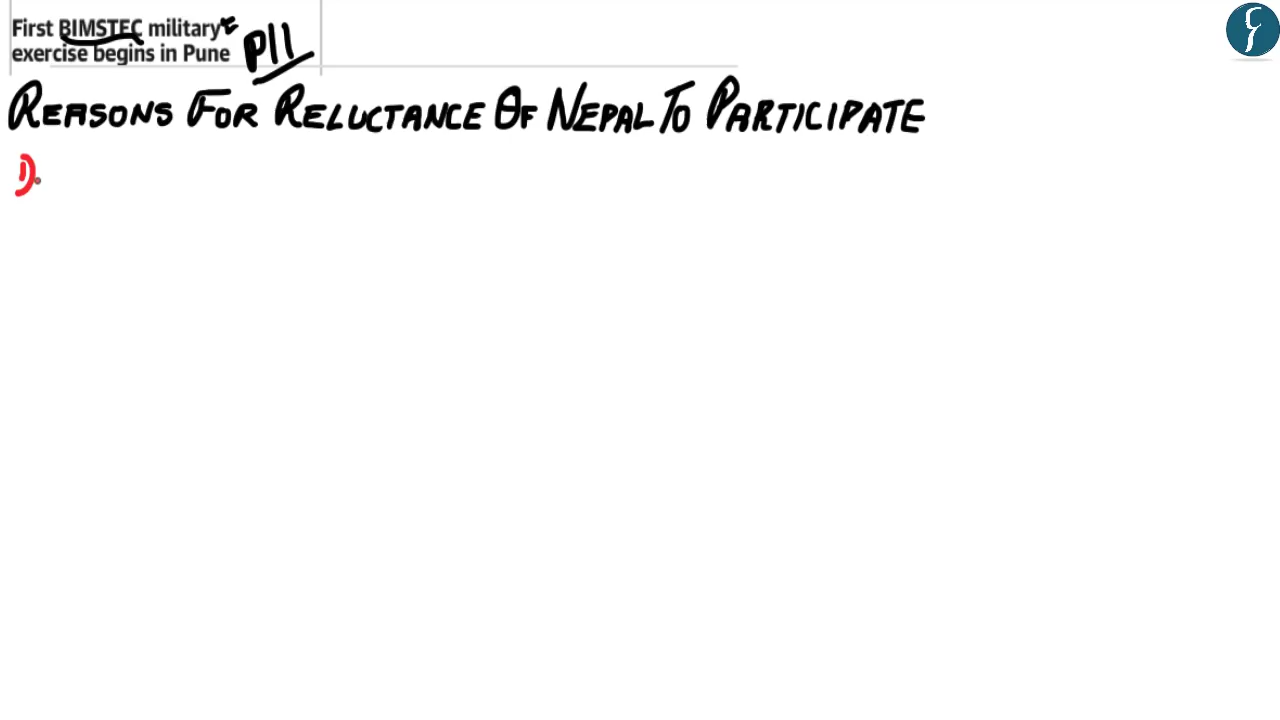 First BIMSTEC military
exercise begins in Pune
P11
REASONS FOR RELUCTANCE OF NEPAL TO PARTICIPATE
1).